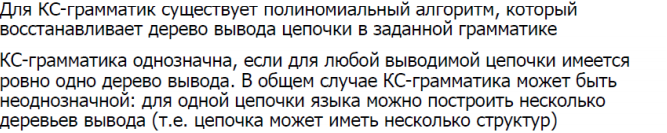 Для КС-грамматик существует полиномиальный алгоритм, который
восстанавливает дерево вывода цепочки в заданной грамматике
КС-грамматика однозначна, если для любой выводимой цепочки имеется
ровно одно дерево вывода. В общем случае КС-грамматика может быть
неоднозначной: для одной цепочки языка можно построить несколько
деревьев вывода (т.е. цепочка может иметь несколько структур)